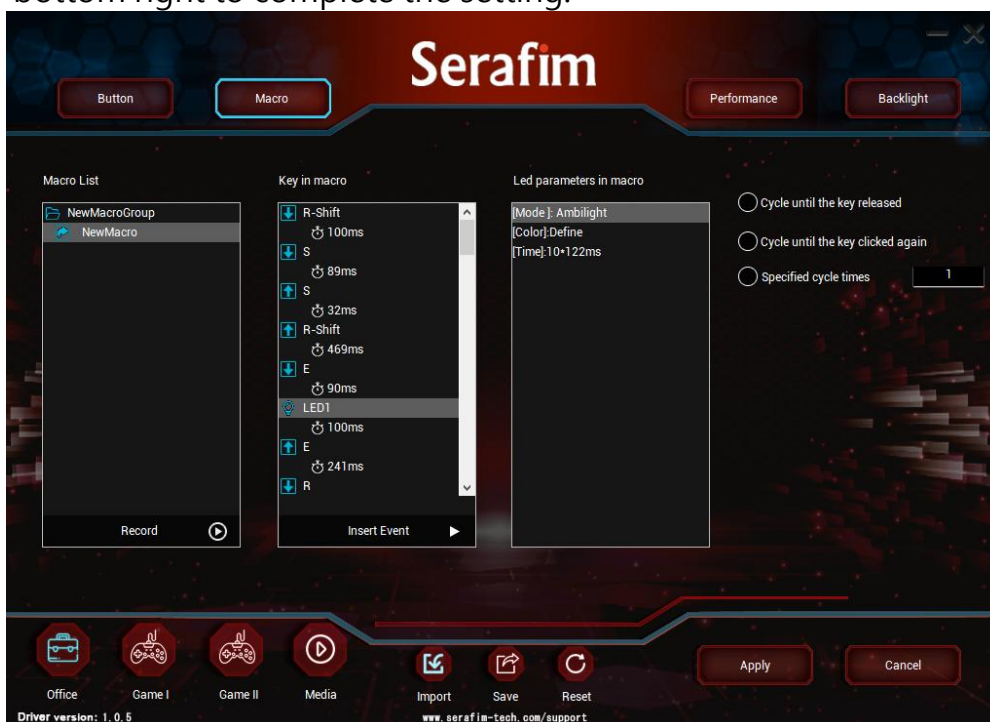 bottom right to complete the setting.
Serafim
Button
Macro
Performance
Backlight
Macro List
NewMacroGroup
NewMacro
Record
Key in macro
R-Shift
100ms
S
89ms
S
32ms
R-Shift
469ms
E
90ms
LED1
100ms
E
241ms
R
Insert Event
Led parameters in macro
[Mode ]: Ambilight
[Color]:Define
[Time]:10*122ms
Cycle until the key released
Cycle until the key clicked again
Specified cycle times 1
Office
Game I
Game II
Media
Import
Save
Reset
Apply
Cancel
Driver version: 1.0.5
www.serafim-tech.com/support